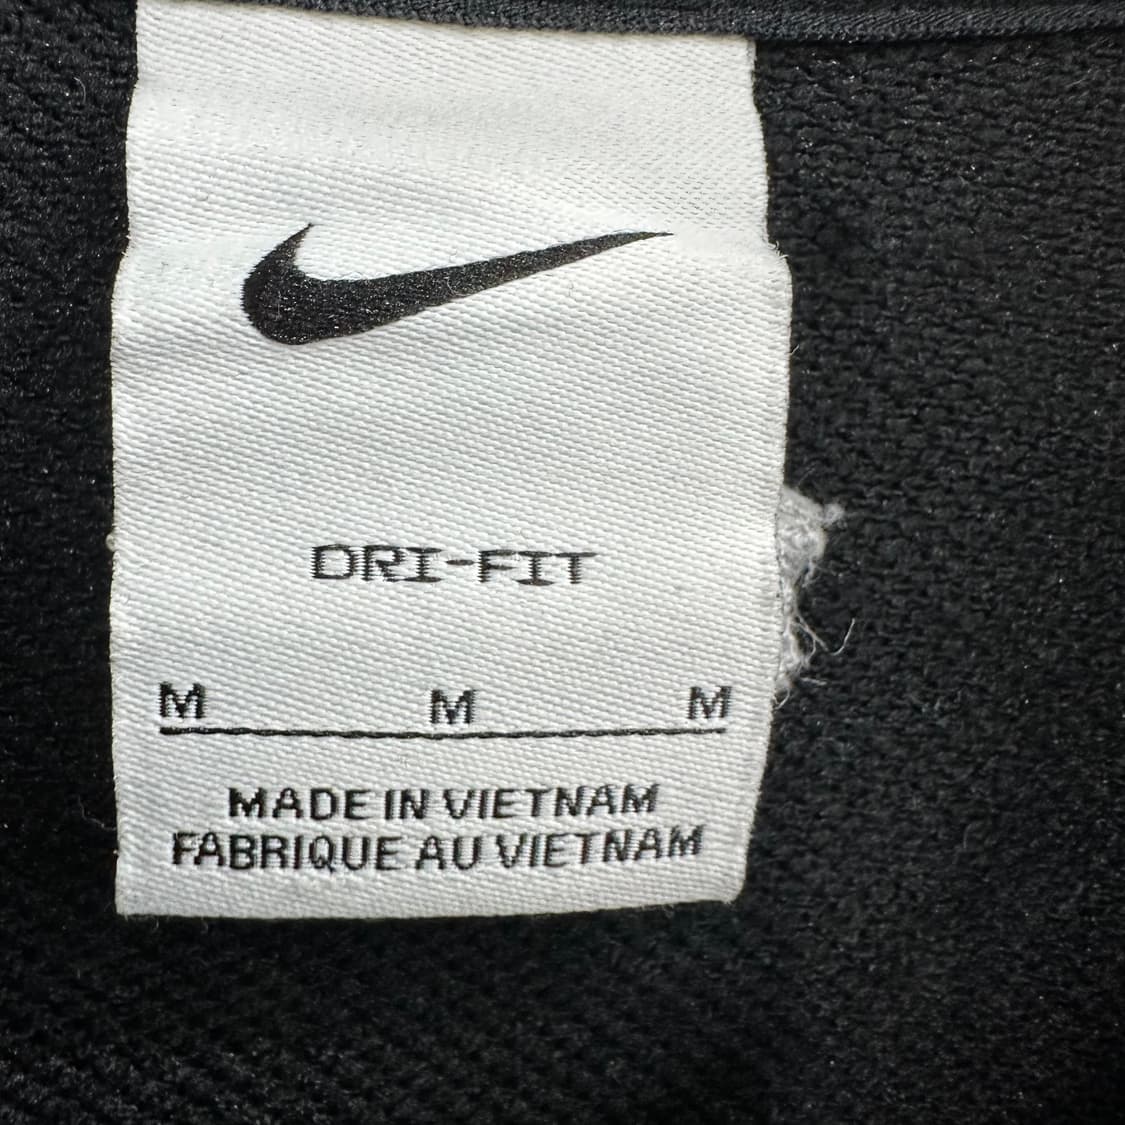 DRI-FIT
M M M
MADE IN VIETNAM
FABRIQUE AU VIETNAM